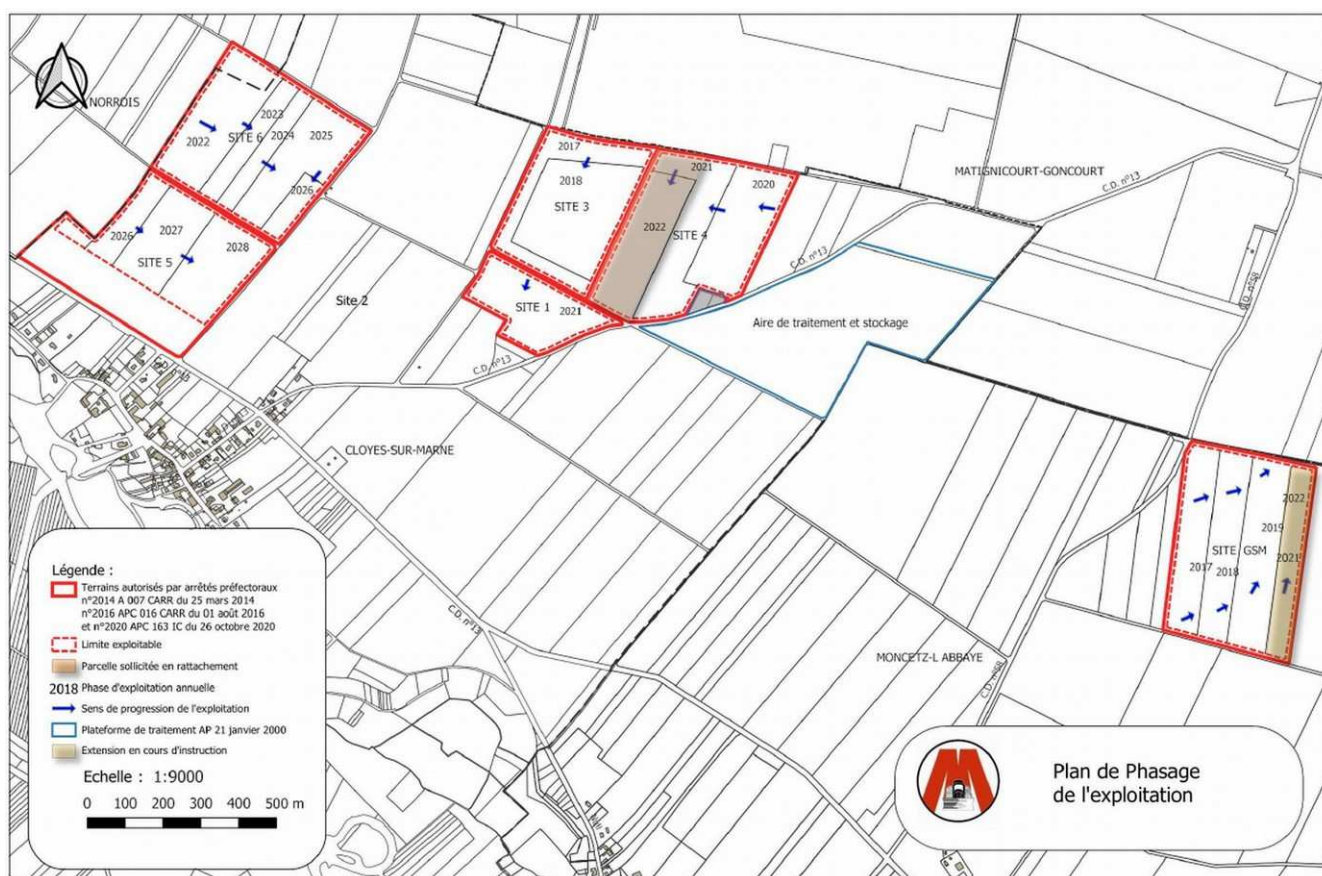 NORROIS
2022
2023
SITE 6
2024
2025
2026
2026
2027
SITE 5
2028
Site 2
2017
2018
SITE 3
SITE 1
2021
2021
2020
2022
SITE 4
C.D. n°13
C.D. n°13
C.D. n°13
MATIGNICOURT-GONCOURT
Aire de traitement et stockage
C.D. n°58
D n°13
CLOYES-SUR-MARNE
C.D. n°13
2022
2019
SITE GSM
2021
2017
2018
MONCETZ-L ABBAYE
C.D. n°58
Légende :
Terrains autorisés par arrêtés préfectoraux
n°2014 A 007 CARR du 25 mars 2014
n°2016 APC 016 CARR du 01 août 2016
et n°2020 APC 163 IC du 26 octobre 2020
Limite exploitable
Parcelle sollicitée en rattachement
2018 Phase d'exploitation annuelle
Sens de progression de l'exploitation
Plateforme de traitement AP 21 janvier 2000
Extension en cours d'instruction
Echelle : 1:9000
0 100 200 300 400 500 m
Plan de Phasage
de l'exploitation